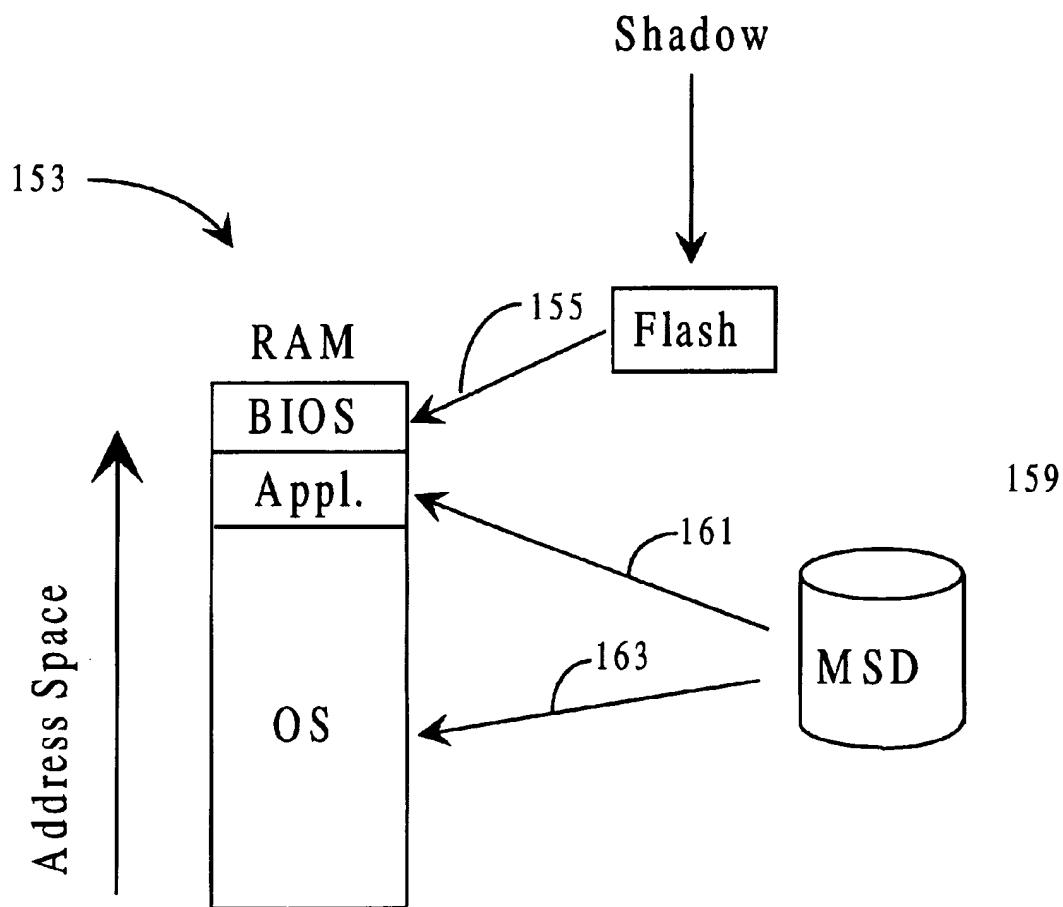 Shadow
153
155
Flash
RAM
BIOS
Appl.
159
161
MSD
163
OS
Address Space